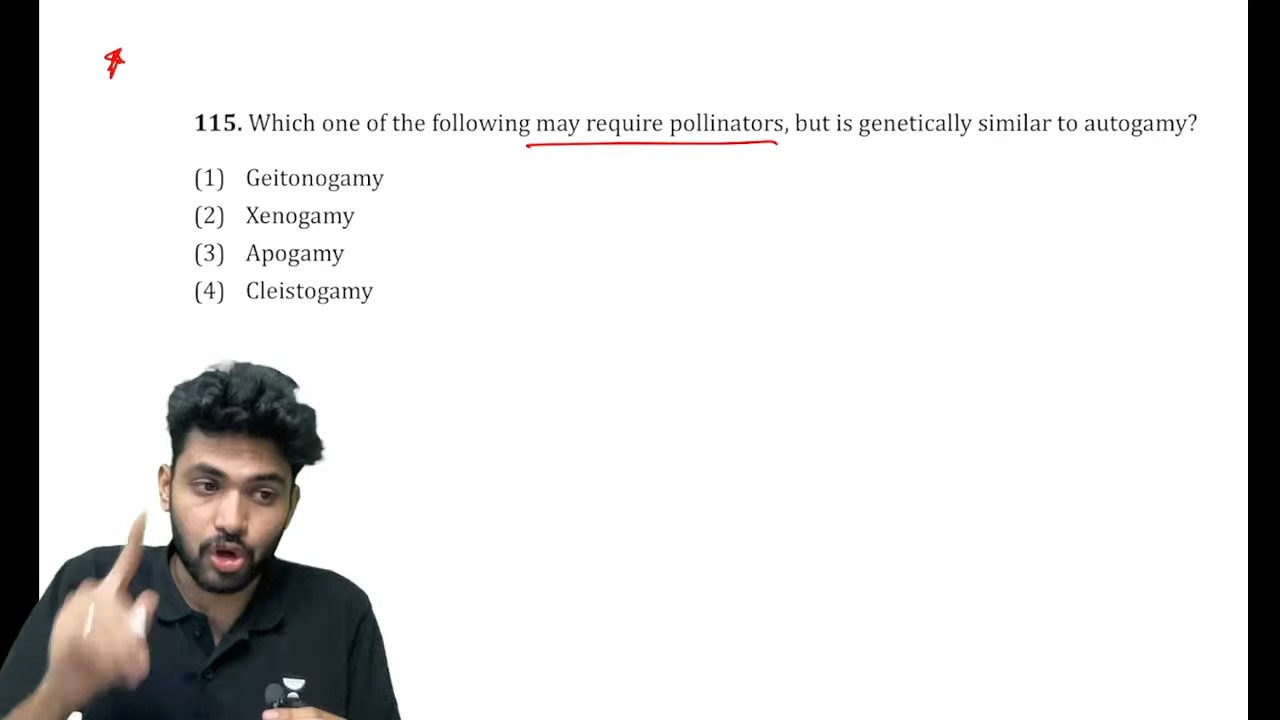 115. Which one of the following may require pollinators, but is genetically similar to autogamy?
(1) Geitonogamy
(2) Xenogamy
(3) Apogamy
(4) Cleistogamy